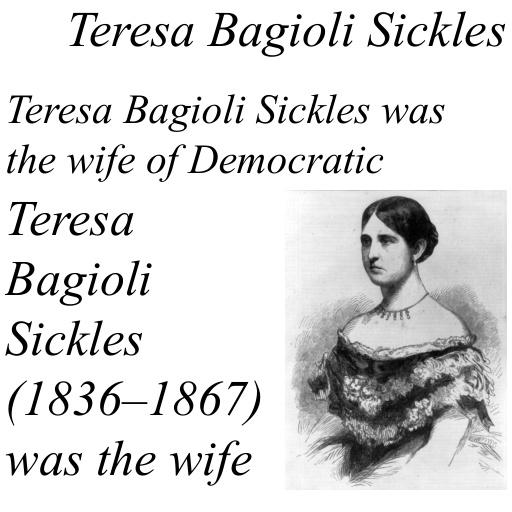 Teresa Bagioli Sickles
Teresa Bagioli Sickles was
the wife of Democratic
Teresa
Bagioli
Sickles
(1836–1867)
was the wife